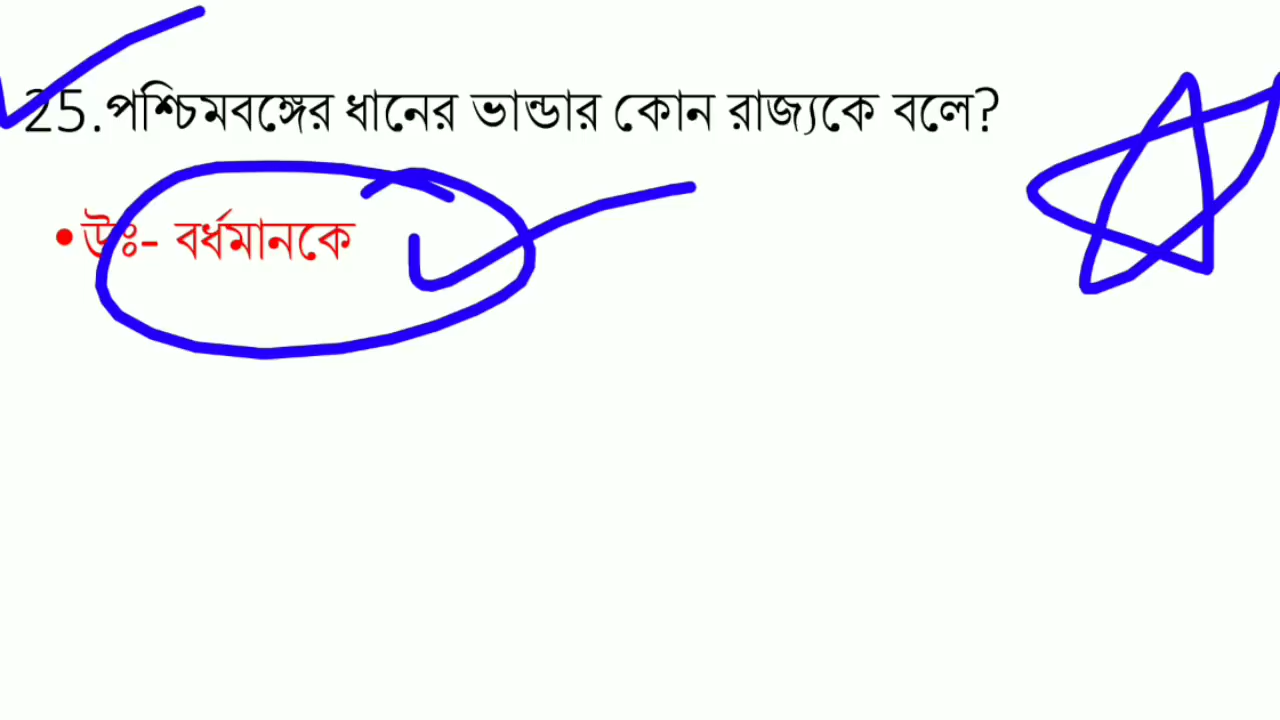 25.পশ্চিমবঙ্গের ধানের ভান্ডার কোন রাজ্যকে বলে?
•উঃ- বর্ধমানকে